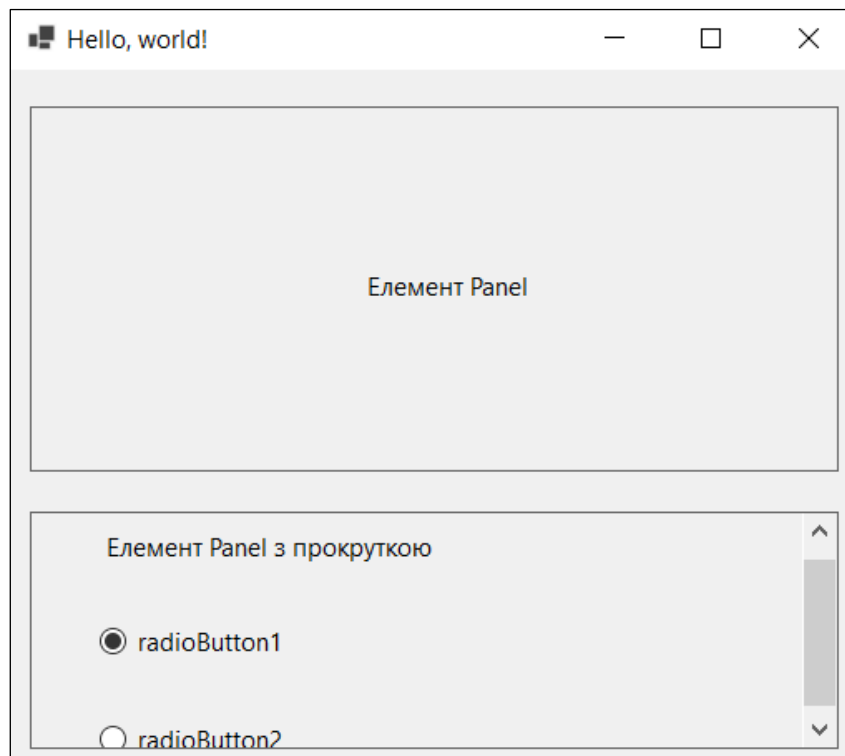 Hello, world!
Елемент Panel
Елемент Panel з прокруткою
radioButton1
radioButton2